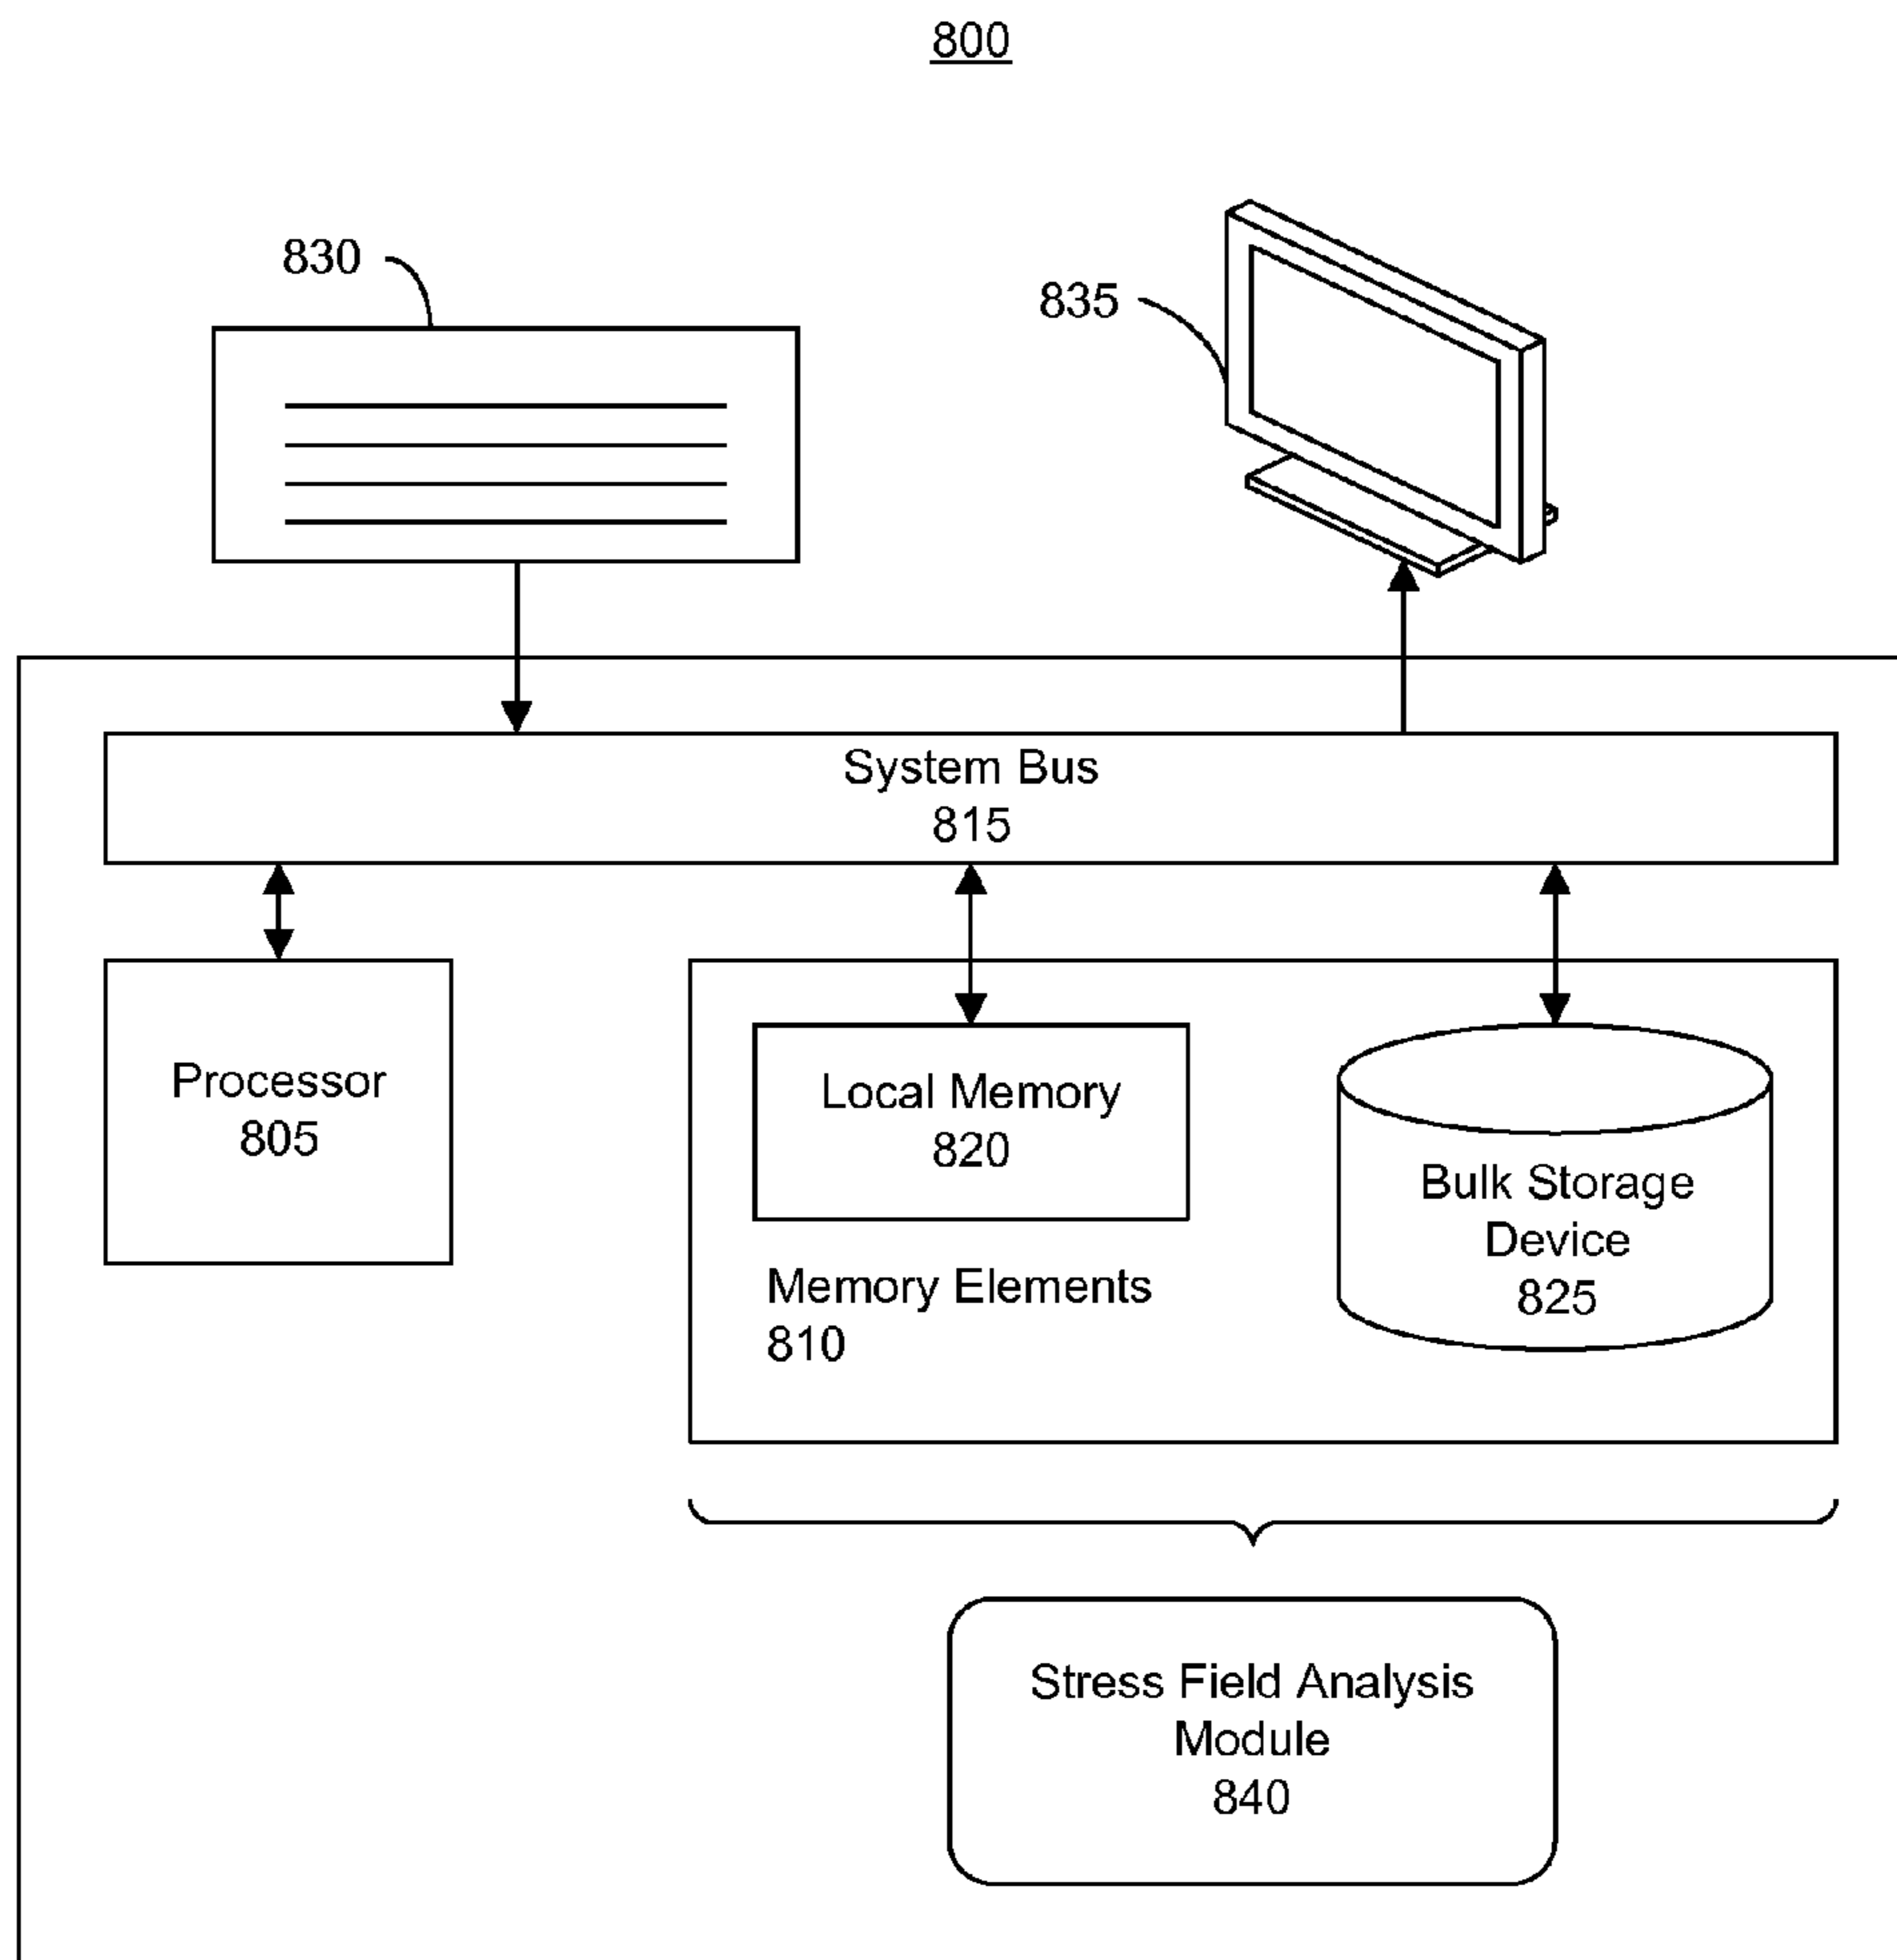 800
830
835
System Bus
815
Processor
805
Local Memory
820
Bulk Storage
Device
825
Memory Elements
810
Stress Field Analysis
Module
840